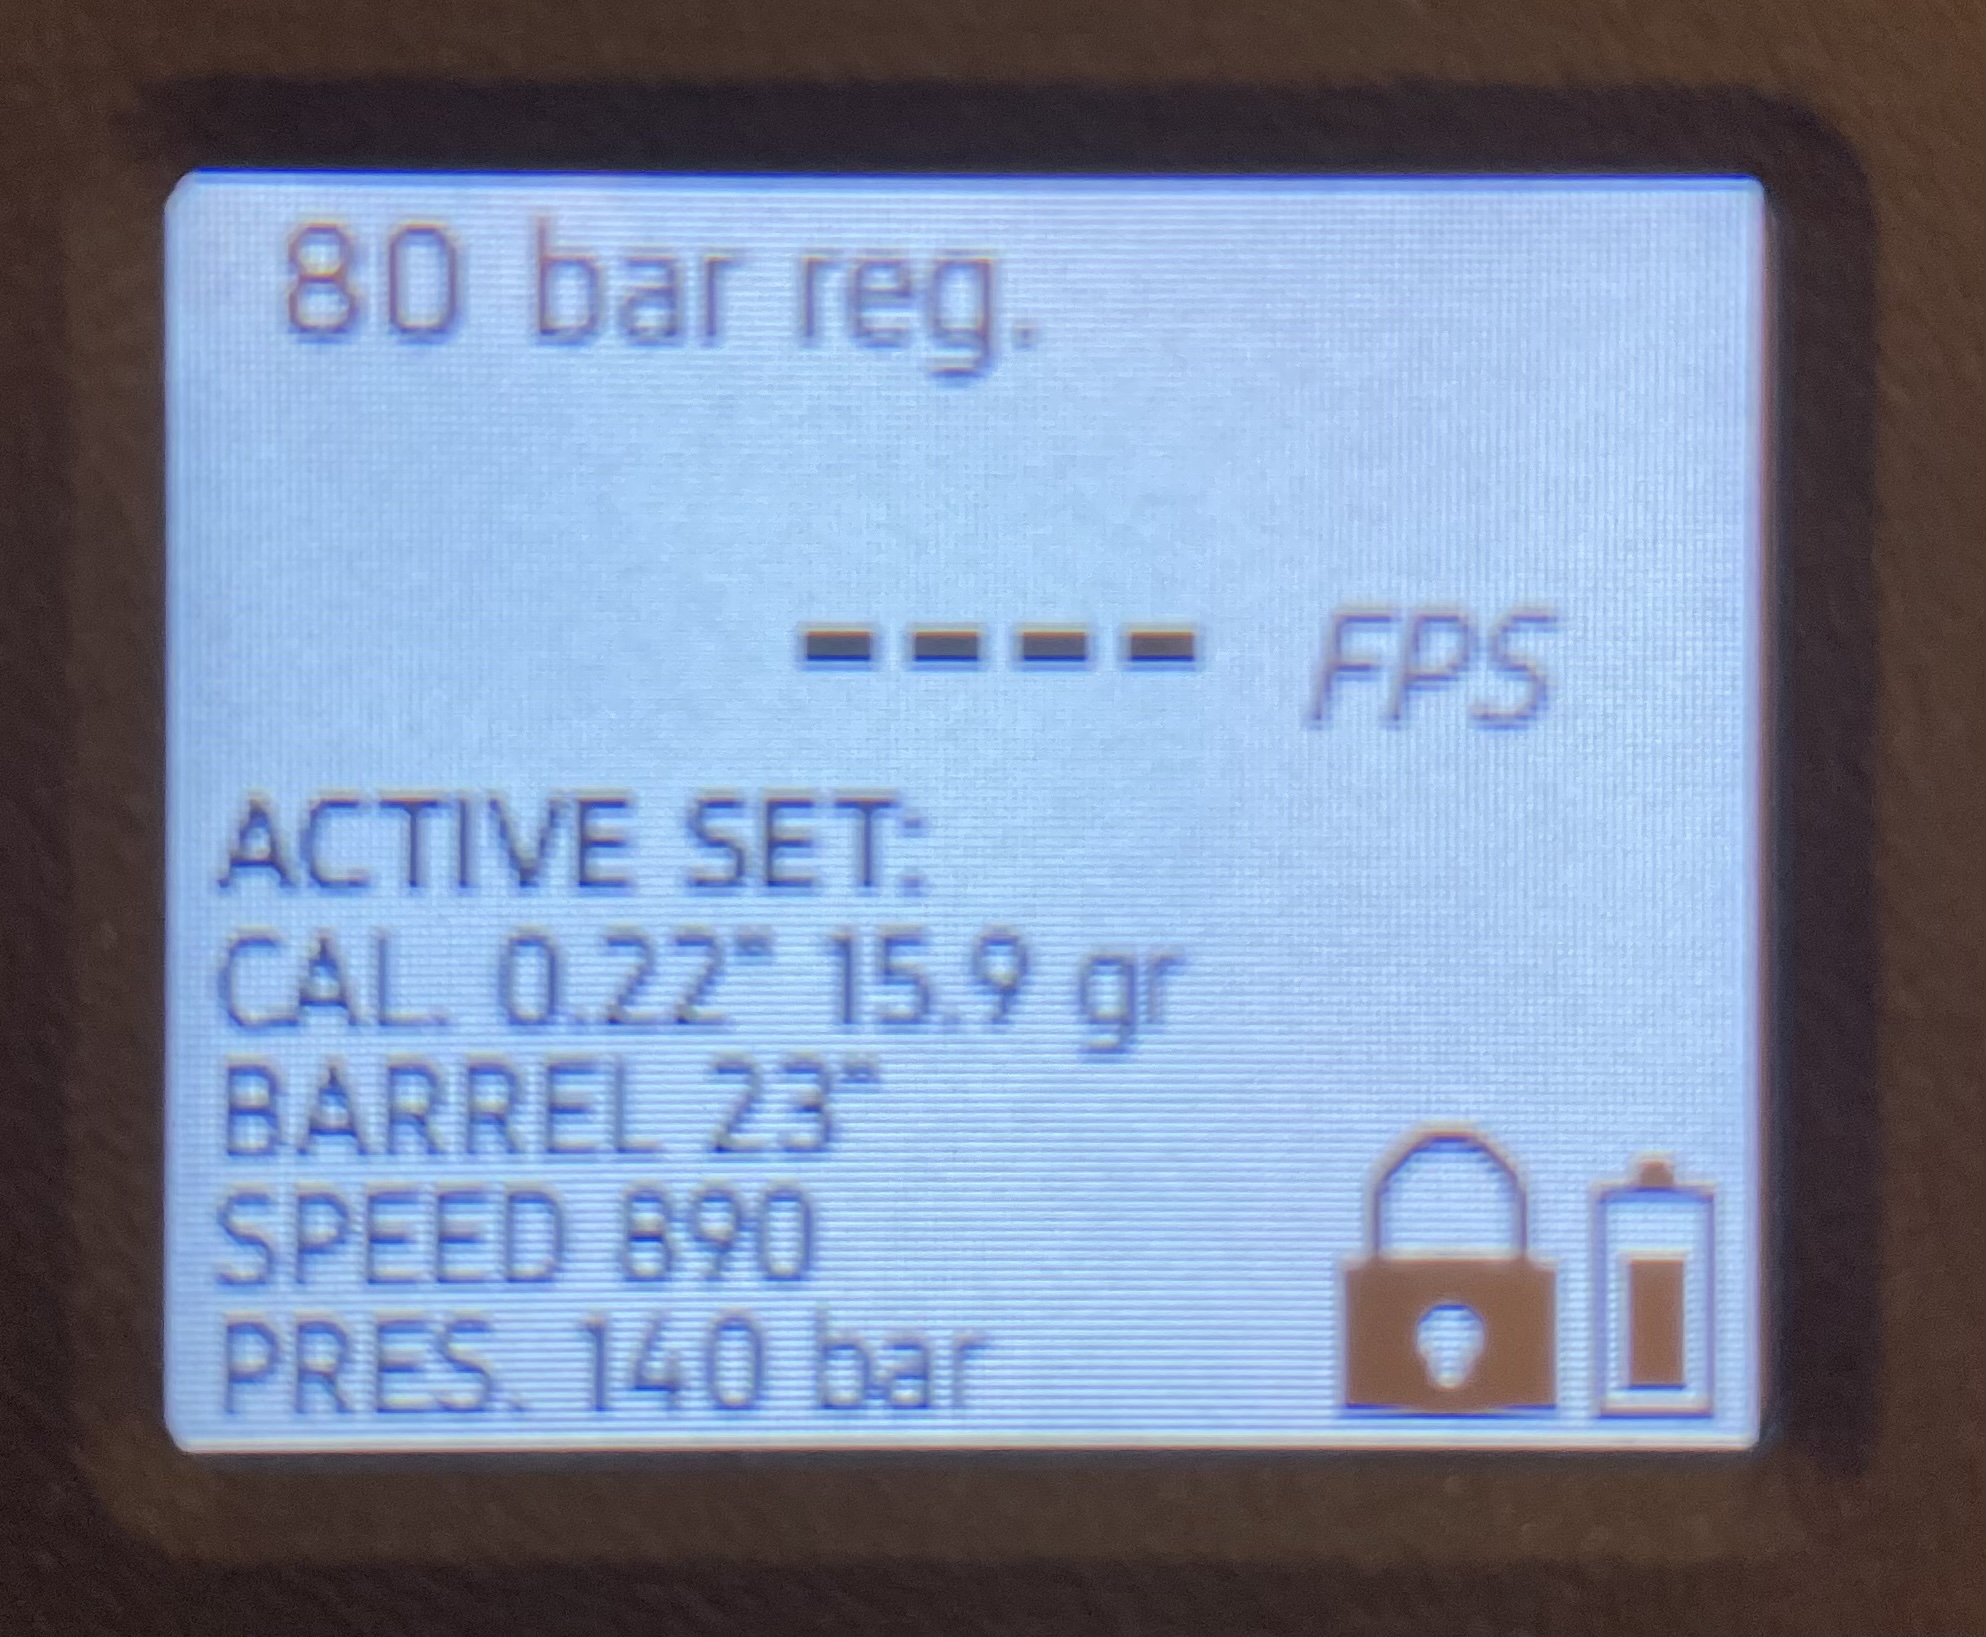 80 bar reg.
---- FPS
ACTIVE SET:
CAL. 0.22" 15.9 gr
BARREL 23"
SPEED 890
PRES. 140 bar